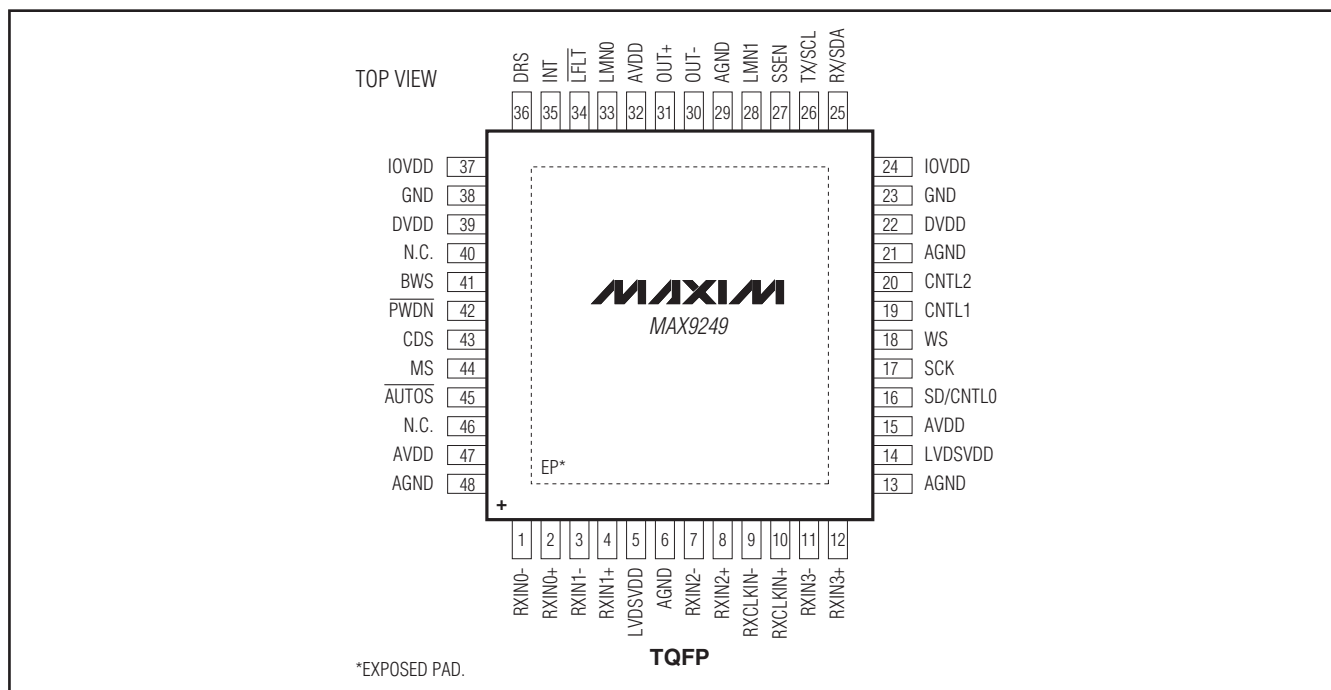 TOP VIEW
DRS
INT
LFLT
LMN0
AVDD
OUT+
OUT-
AGND
LMN1
SSEN
TX/SCL
RX/SDA
36 35 34 33 32 31 30 29 28 27 26 25
IOVDD 37
GND 38
DVDD 39
N.C. 40
BWS 41
PWDN 42
CDS 43
MS 44
AUTOS 45
N.C. 46
AVDD 47
AGND 48
MAXIM
MAX9249
EP*
+
24 IOVDD
23 GND
22 DVDD
21 AGND
20 CNTL2
19 CNTL1
18 WS
17 SCK
16 SD/CNTL0
15 AVDD
14 LVDSVDD
13 AGND
1 2 3 4 5 6 7 8 9 10 11 12
RXIN0-
RXIN0+
RXIN1-
RXIN1+
LVDSVDD
AGND
RXIN2-
RXIN2+
RXCLKIN-
RXCLKIN+
RXIN3-
RXIN3+
TQFP
*EXPOSED PAD.